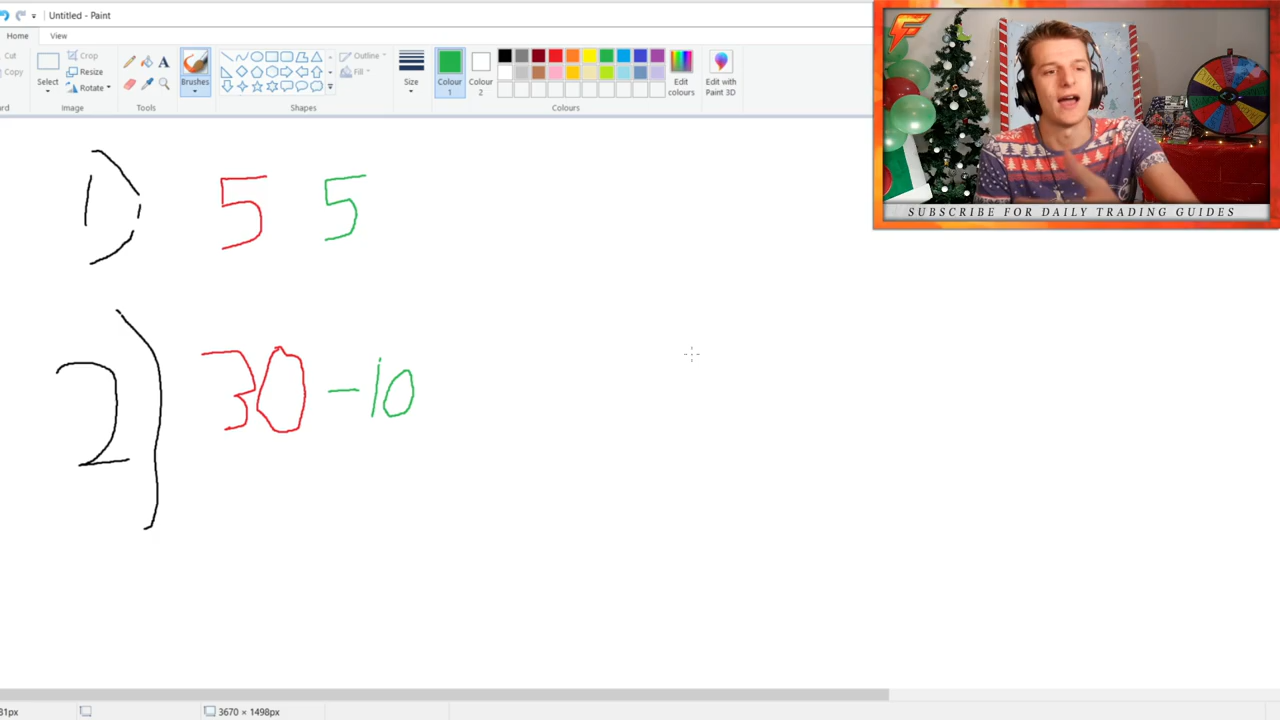 Untitled - Paint
Home View
Cut Crop Outline
Copy Select Resize Brushes Fill Size Colour 1 Colour 2 Edit colours Edit with Paint 3D
Rotate
Image Tools Shapes Colours
SUBSCRIBE FOR DAILY TRADING GUIDES
1) 5 5
2) 30 -10
31px 3670 × 1498px